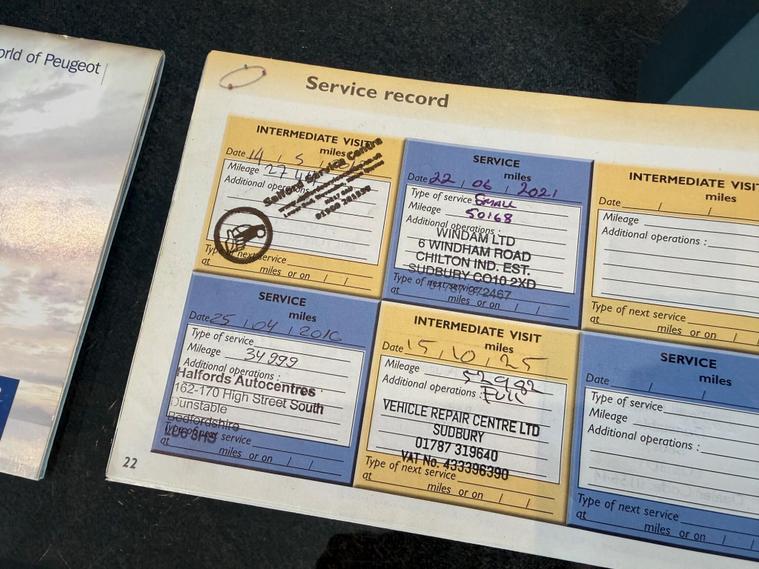 orld of Peugeot
Service record
INTERMEDIATE VISIT
miles
Date 14 / 5 /
Mileage 27
Additional operations
Service Centre
Type of next service
at miles or on / /
SERVICE
miles
Date 22 / 06 / 2021
Type of service SMALL
Mileage 50168
Additional operations :
WINDAM LTD
6 WINDHAM ROAD
CHILTON IND. EST.
SUDBURY CO10 2XD
Type of next service
at miles or on / /
INTERMEDIATE VISIT
Date / /
Mileage
Additional operations :
Type of next service
at miles or on / /
SERVICE
miles
Date 25 / 04 / 2016
Type of service
Mileage 34999
Additional operations :
Halfords Autocentres
162-170 High Street South
Dunstable
Bedfordshire
Type of next service
at miles or on / /
INTERMEDIATE VISIT
miles
Date 15 / 10 / 25
Mileage 52982
Additional operations : FULL
VEHICLE REPAIR CENTRE LTD
SUDBURY
01787 319640
VAT No. 433396390
Type of next service
at miles or on / /
SERVICE
miles
Date / /
Type of service
Mileage
Additional operations :
Type of next service
at miles or on / /
22